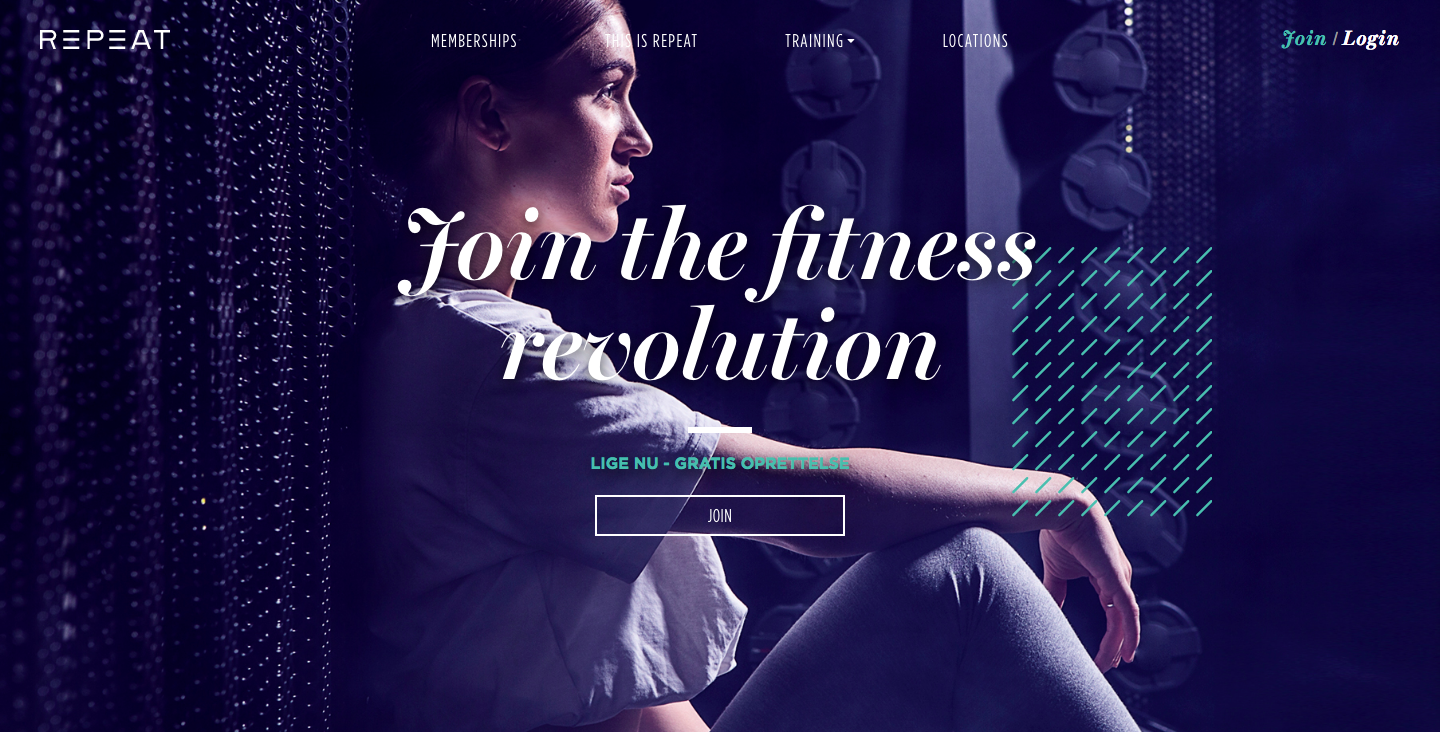 REPEAT
MEMBERSHIPS
THIS IS REPEAT
TRAINING
LOCATIONS
Join / Login
Join the fitness
revolution
LIGE NU - GRATIS OPRETTELSE
JOIN